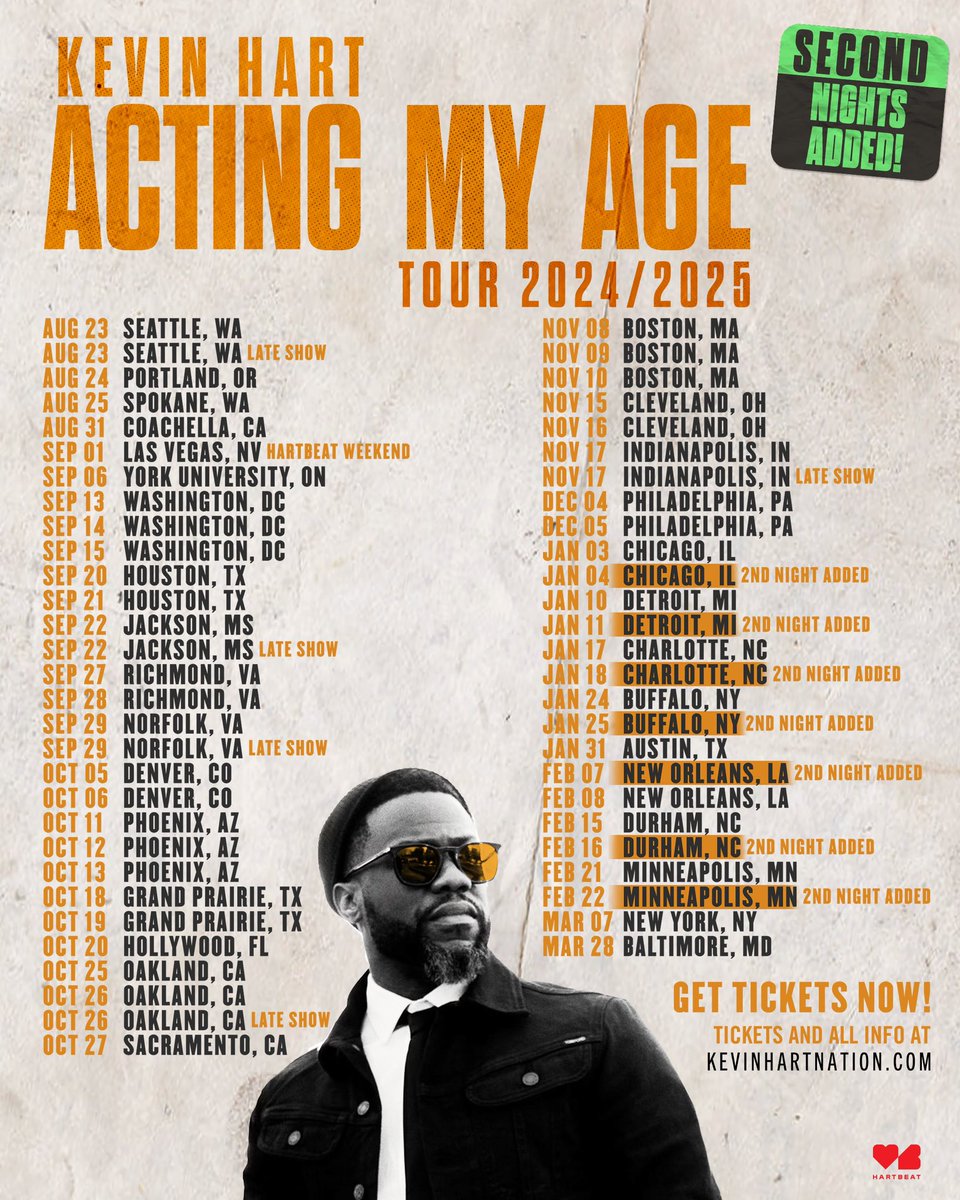 KEVIN HART
ACTING MY AGE
TOUR 2024/2025
SECOND
NIGHTS
ADDED!
AUG 23 SEATTLE, WA
AUG 23 SEATTLE, WA LATE SHOW
AUG 24 PORTLAND, OR
AUG 25 SPOKANE, WA
AUG 31 COACHELLA, CA
SEP 01 LAS VEGAS, NV HARTBEAT WEEKEND
SEP 06 YORK UNIVERSITY, ON
SEP 13 WASHINGTON, DC
SEP 14 WASHINGTON, DC
SEP 15 WASHINGTON, DC
SEP 20 HOUSTON, TX
SEP 21 HOUSTON, TX
SEP 22 JACKSON, MS
SEP 22 JACKSON, MS LATE SHOW
SEP 27 RICHMOND, VA
SEP 28 RICHMOND, VA
SEP 29 NORFOLK, VA
SEP 29 NORFOLK, VA LATE SHOW
OCT 05 DENVER, CO
OCT 06 DENVER, CO
OCT 11 PHOENIX, AZ
OCT 12 PHOENIX, AZ
OCT 13 PHOENIX, AZ
OCT 18 GRAND PRAIRIE, TX
OCT 19 GRAND PRAIRIE, TX
OCT 20 HOLLYWOOD, FL
OCT 25 OAKLAND, CA
OCT 26 OAKLAND, CA
OCT 26 OAKLAND, CA LATE SHOW
OCT 27 SACRAMENTO, CA
NOV 08 BOSTON, MA
NOV 09 BOSTON, MA
NOV 10 BOSTON, MA
NOV 15 CLEVELAND, OH
NOV 16 CLEVELAND, OH
NOV 17 INDIANAPOLIS, IN
NOV 17 INDIANAPOLIS, IN LATE SHOW
DEC 04 PHILADELPHIA, PA
DEC 05 PHILADELPHIA, PA
JAN 03 CHICAGO, IL
JAN 04 CHICAGO, IL 2ND NIGHT ADDED
JAN 10 DETROIT, MI
JAN 11 DETROIT, MI 2ND NIGHT ADDED
JAN 17 CHARLOTTE, NC
JAN 18 CHARLOTTE, NC 2ND NIGHT ADDED
JAN 24 BUFFALO, NY
JAN 25 BUFFALO, NY 2ND NIGHT ADDED
JAN 31 AUSTIN, TX
FEB 07 NEW ORLEANS, LA 2ND NIGHT ADDED
FEB 08 NEW ORLEANS, LA
FEB 15 DURHAM, NC
FEB 16 DURHAM, NC 2ND NIGHT ADDED
FEB 21 MINNEAPOLIS, MN
FEB 22 MINNEAPOLIS, MN 2ND NIGHT ADDED
MAR 07 NEW YORK, NY
MAR 28 BALTIMORE, MD
GET TICKETS NOW!
TICKETS AND ALL INFO AT
KEVINHARTNATION.COM
HARTBEAT